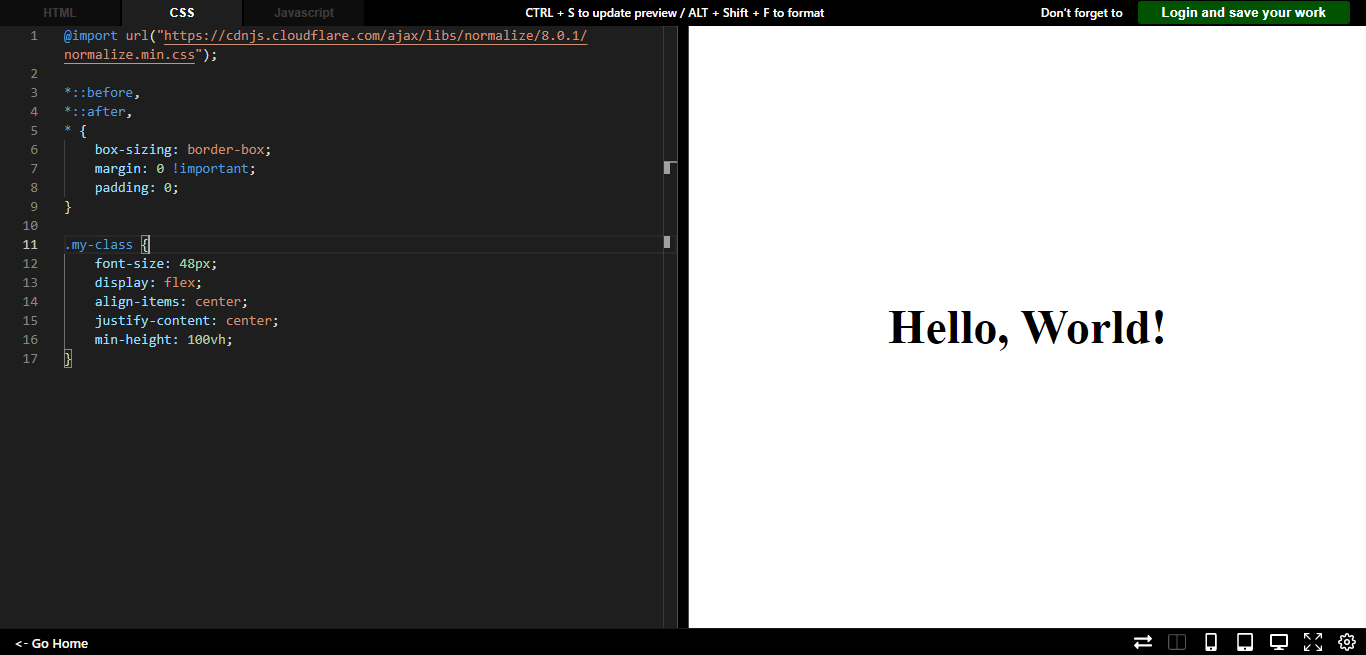 HTML CSS Javascript CTRL + S to update preview / ALT + Shift + F to format Don't forget to Login and save your work
1 @import url("https://cdnjs.cloudflare.com/ajax/libs/normalize/8.0.1/
normalize.min.css");
2
3 *::before,
4 *::after,
5 * {
6 box-sizing: border-box;
7 margin: 0 !important;
8 padding: 0;
9 }
10
11 .my-class {
12 font-size: 48px;
13 display: flex;
14 align-items: center;
15 justify-content: center;
16 min-height: 100vh;
17 }
Hello, World!
<- Go Home